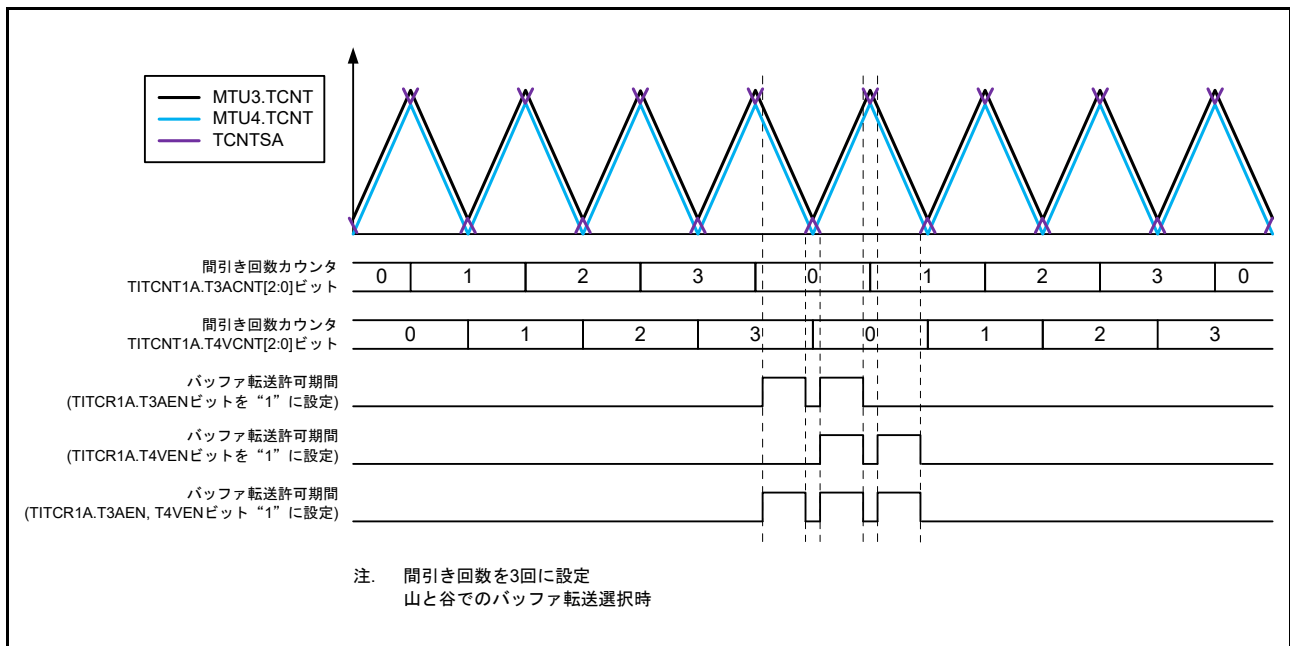 MTU3.TCNT
MTU4.TCNT
TCNTSA
間引き回数カウンタ
TITCNT1A.T3ACNT[2:0]ビット
0 1 2 3 0 1 2 3 0
間引き回数カウンタ
TITCNT1A.T4VCNT[2:0]ビット
0 1 2 3 0 1 2 3
バッファ転送許可期間
(TITCR1A.T3AENビットを“1”に設定)
バッファ転送許可期間
(TITCR1A.T4VENビットを“1”に設定)
バッファ転送許可期間
(TITCR1A.T3AEN, T4VENビット“1”に設定)
注. 間引き回数を3回に設定
山と谷でのバッファ転送選択時